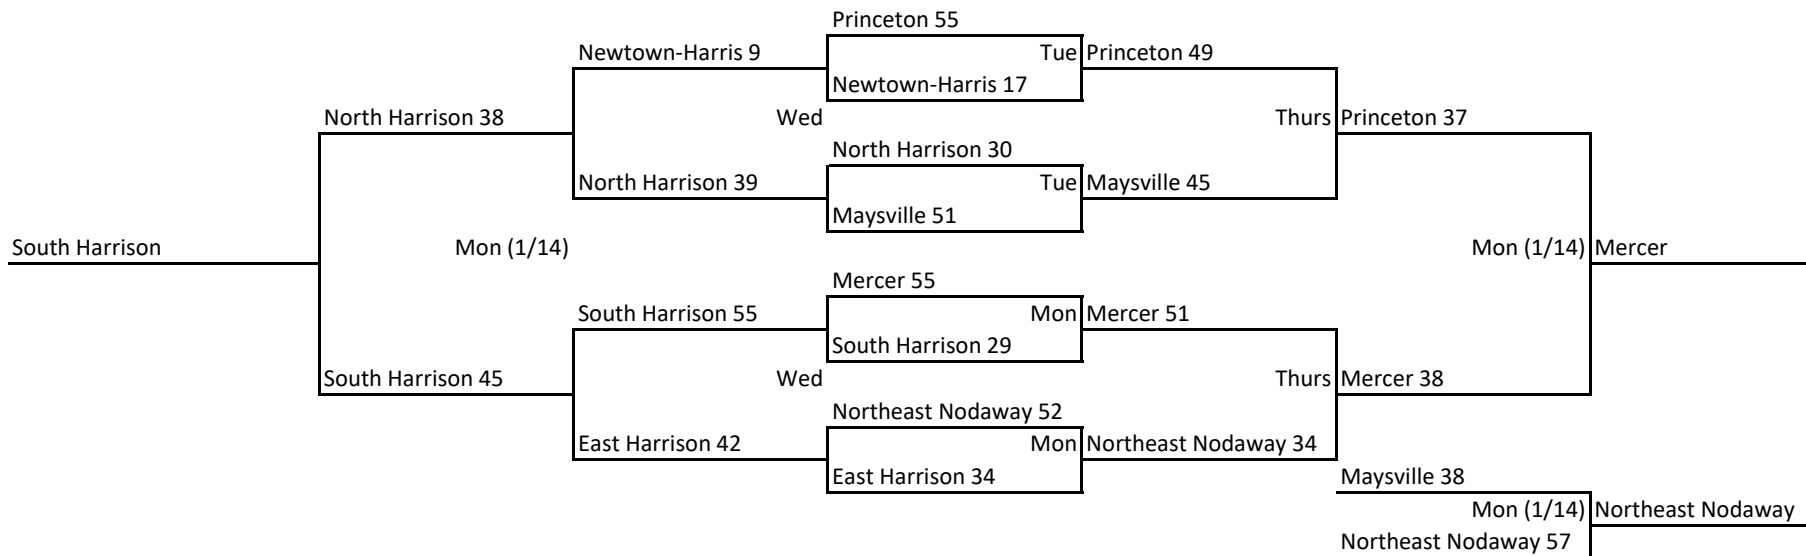 Princeton 55
Newtown-Harris 9
Tue Princeton 49
Newtown-Harris 17
North Harrison 38
Wed
Thurs Princeton 37
North Harrison 30
North Harrison 39
Tue Maysville 45
Maysville 51
South Harrison
Mon (1/14)
Mon (1/14) Mercer
Mercer 55
South Harrison 55
Mon Mercer 51
South Harrison 29
South Harrison 45
Wed
Thurs Mercer 38
Northeast Nodaway 52
East Harrison 42
Mon Northeast Nodaway 34
East Harrison 34
Maysville 38
Mon (1/14) Northeast Nodaway
Northeast Nodaway 57